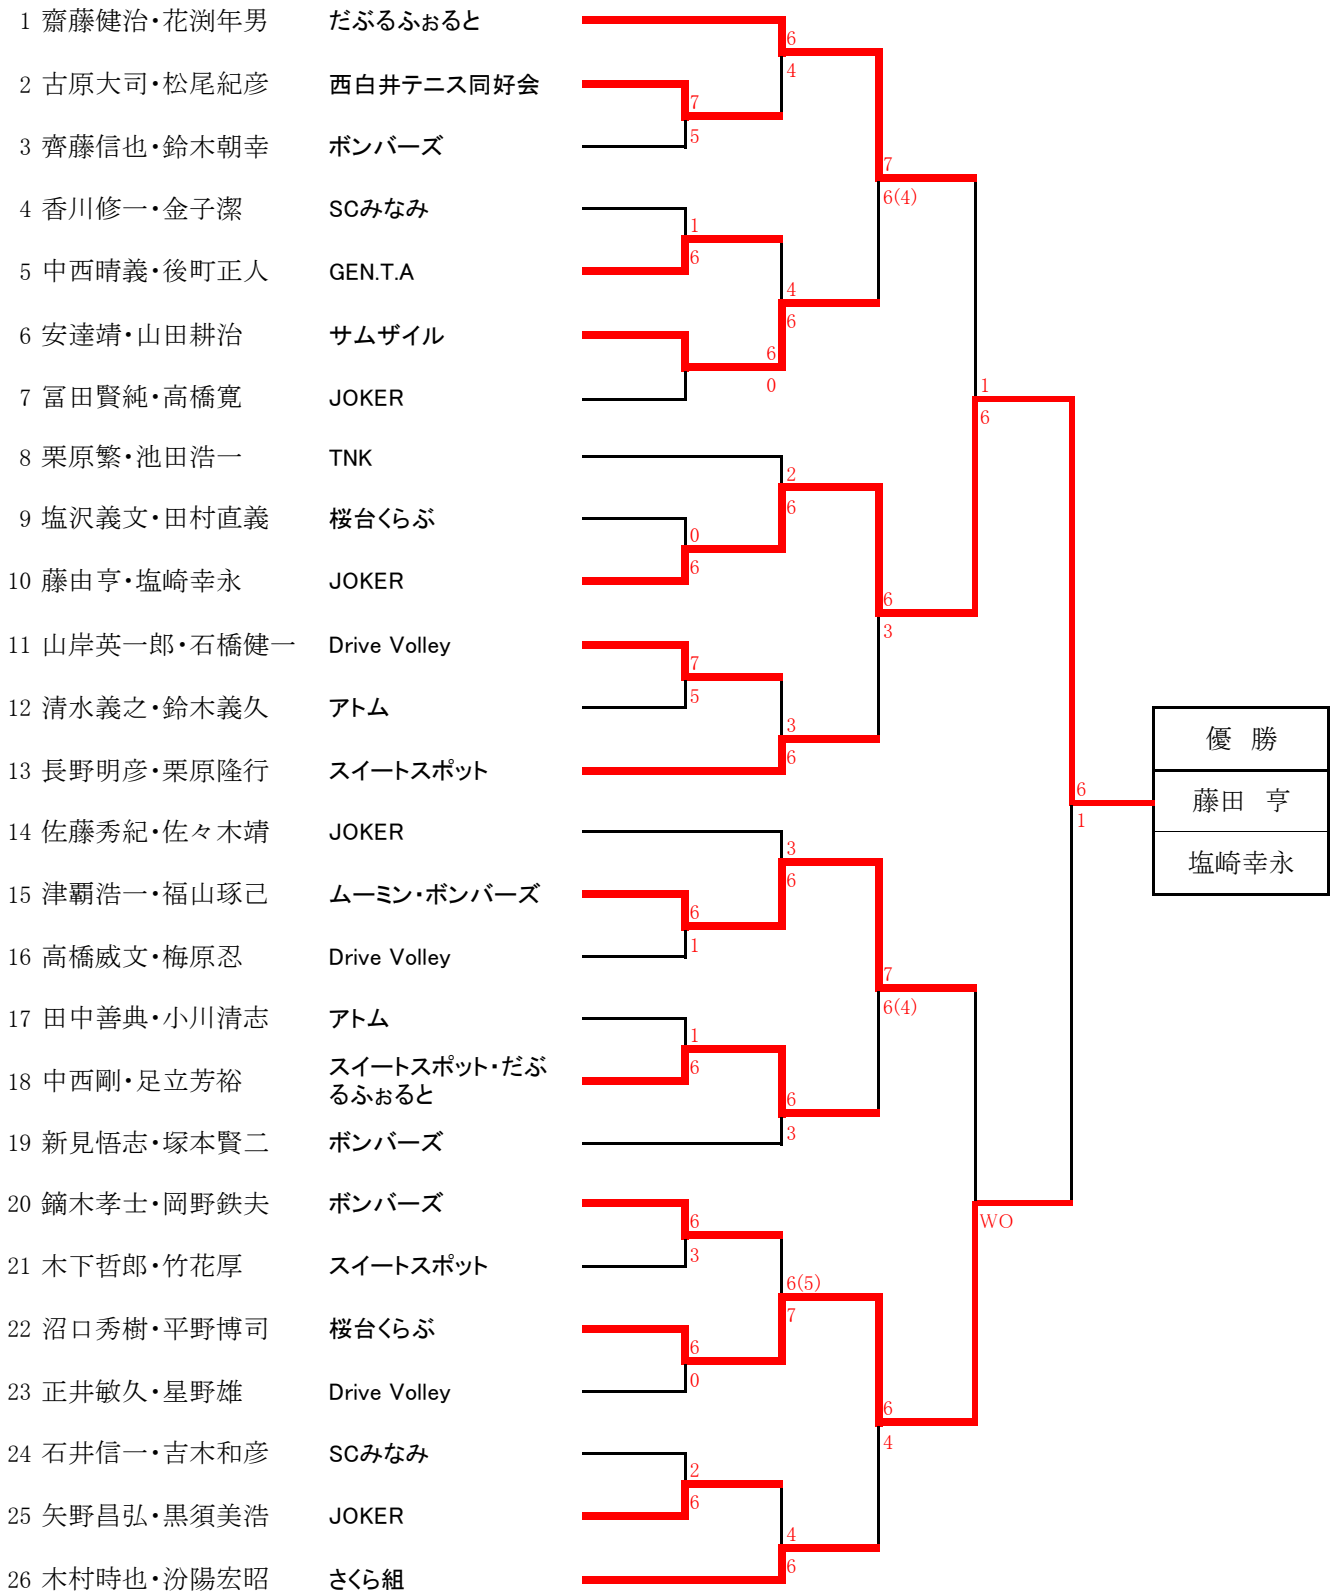 1 齋藤健治・花渕年男 だぶるふぉると
6
4
2 古原大司・松尾紀彦 西白井テニス同好会
7
5
3 齊藤信也・鈴木朝幸 ボンバーズ
7
6(4)
4 香川修一・金子潔 SCみなみ
1
6
5 中西晴義・後町正人 GEN.T.A
4
6
6 安達靖・山田耕治 サムザイル
6
0
7 冨田賢純・高橋寛 JOKER
1
6
8 栗原繁・池田浩一 TNK
2
6
9 塩沢義文・田村直義 桜台くらぶ
0
6
10 藤由亨・塩崎幸永 JOKER
6
3
11 山岸英一郎・石橋健一 Drive Volley
7
5
12 清水義之・鈴木義久 アトム
3
6
13 長野明彦・栗原隆行 スイートスポット
優 勝
藤田 亨
塩崎幸永
6
1
14 佐藤秀紀・佐々木靖 JOKER
3
6
15 津覇浩一・福山琢己 ムーミン・ボンバーズ
6
1
16 高橋威文・梅原忍 Drive Volley
7
6(4)
17 田中善典・小川清志 アトム
1
6
18 中西剛・足立芳裕 スイートスポット・だぶ
るふぉると
6
3
19 新見悟志・塚本賢二 ボンバーズ
20 鏑木孝士・岡野鉄夫 ボンバーズ
6
3
WO
21 木下哲郎・竹花厚 スイートスポット
6(5)
7
22 沼口秀樹・平野博司 桜台くらぶ
6
0
23 正井敏久・星野雄 Drive Volley
6
4
24 石井信一・吉木和彦 SCみなみ
2
6
25 矢野昌弘・黒須美浩 JOKER
4
6
26 木村時也・汾陽宏昭 さくら組